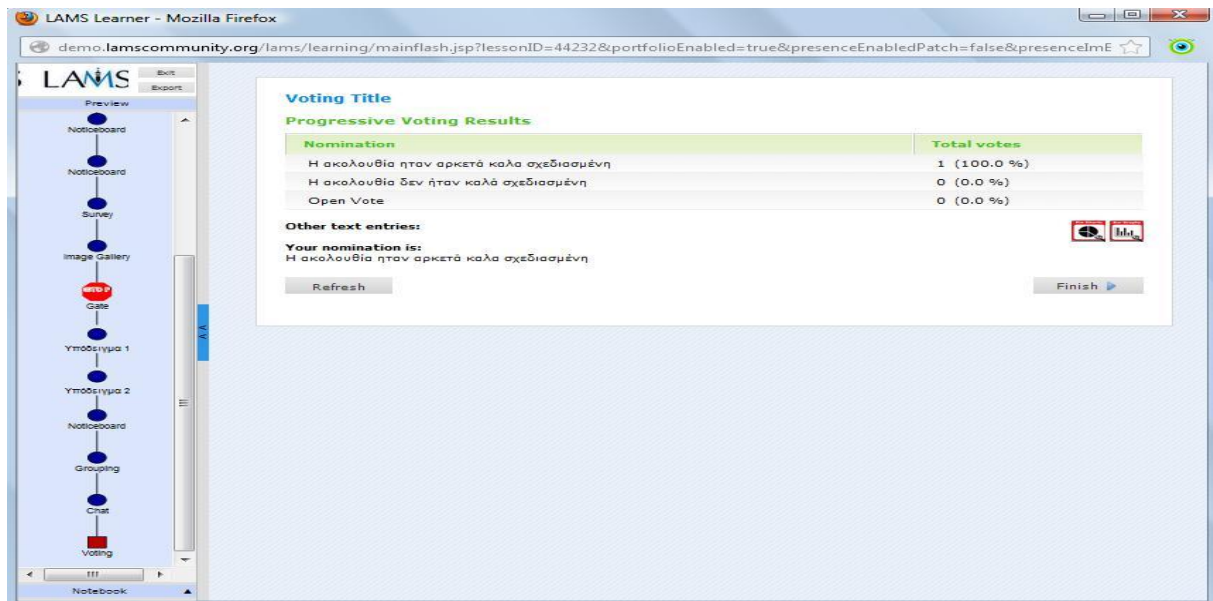 LAMS Learner - Mozilla Firefox
demo.lamscommunity.org/lams/learning/mainflash.jsp?lessonID=44232&portfolioEnabled=true&presenceEnabledPatch=false&presenceImE
LAMS
Exit
Export
Preview
Noticeboard
Noticeboard
Survey
Image Gallery
STOP
Gate
Υπόδειγμα 1
Υπόδειγμα 2
Noticeboard
Grouping
Chat
Voting
Notebook
Voting Title
Progressive Voting Results
Nomination Total votes
Η ακολουθία ηταν αρκετά καλα σχεδιασμένη 1 (100.0 %)
Η ακολουθία δεν ήταν καλά σχεδιασμένη 0 (0.0 %)
Open Vote 0 (0.0 %)
Other text entries:
Your nomination is:
Η ακολουθία ηταν αρκετά καλα σχεδιασμένη
Refresh
Finish